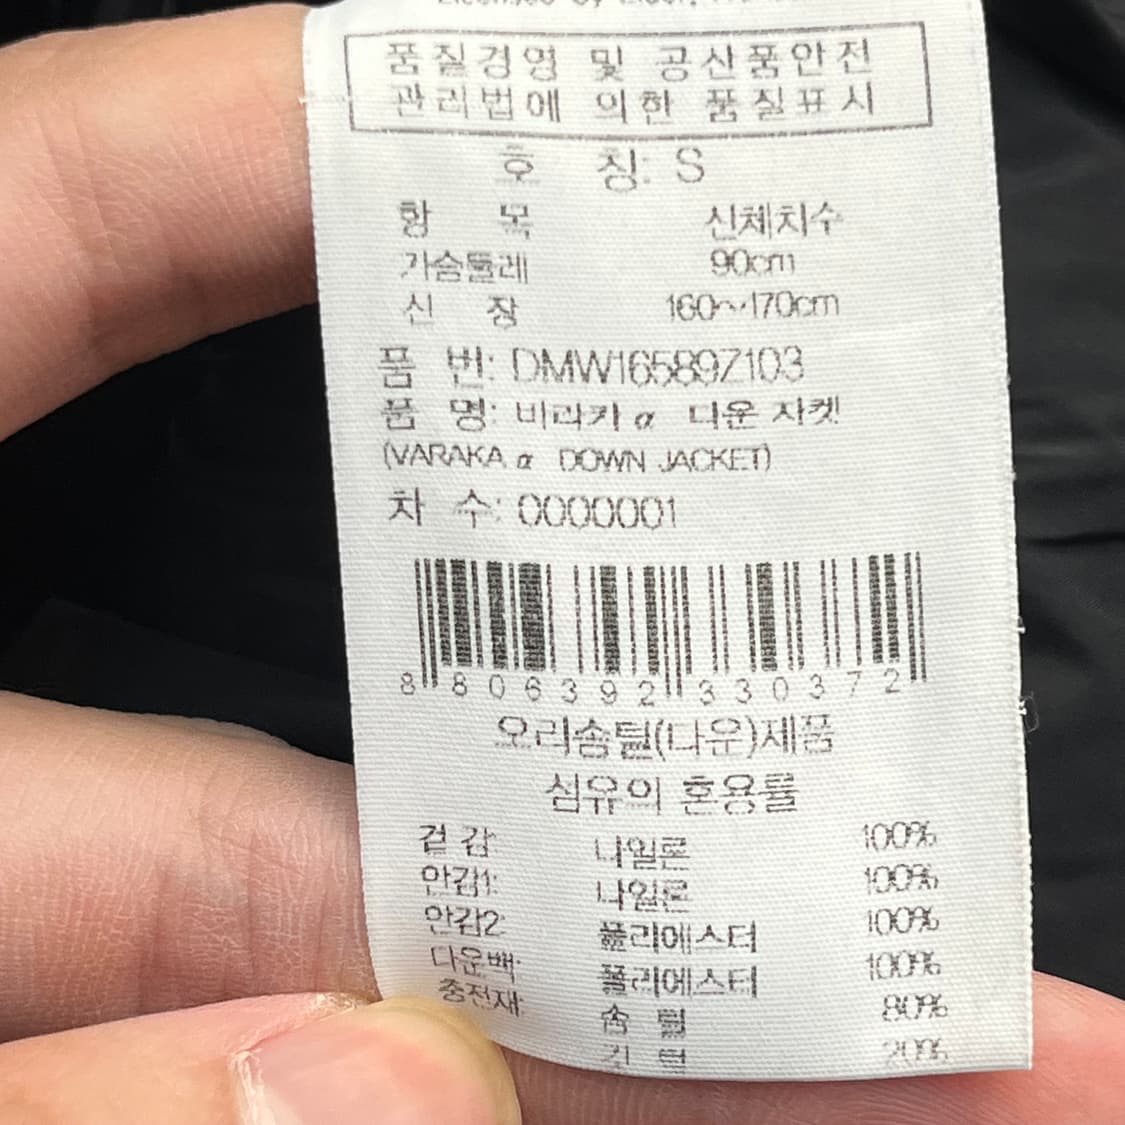 품질경영 및 공산품안전
관리법에 의한 품질표시
호 칭: S
항 목 신체치수
가슴둘레 90cm
신 장 160~170cm
품 번: DMW16589Z103
품 명: 바라카 α 다운 자켓
(VARAKA α DOWN JACKET)
차 수: 0000001
8 806392 330372
오리솜털(다운)제품
섬유의 혼용률
겉 감: 나일론 100%
안감1: 나일론 100%
안감2: 폴리에스터 100%
다운백: 폴리에스터 100%
충전재: 솜 털 80%
깃 털 20%